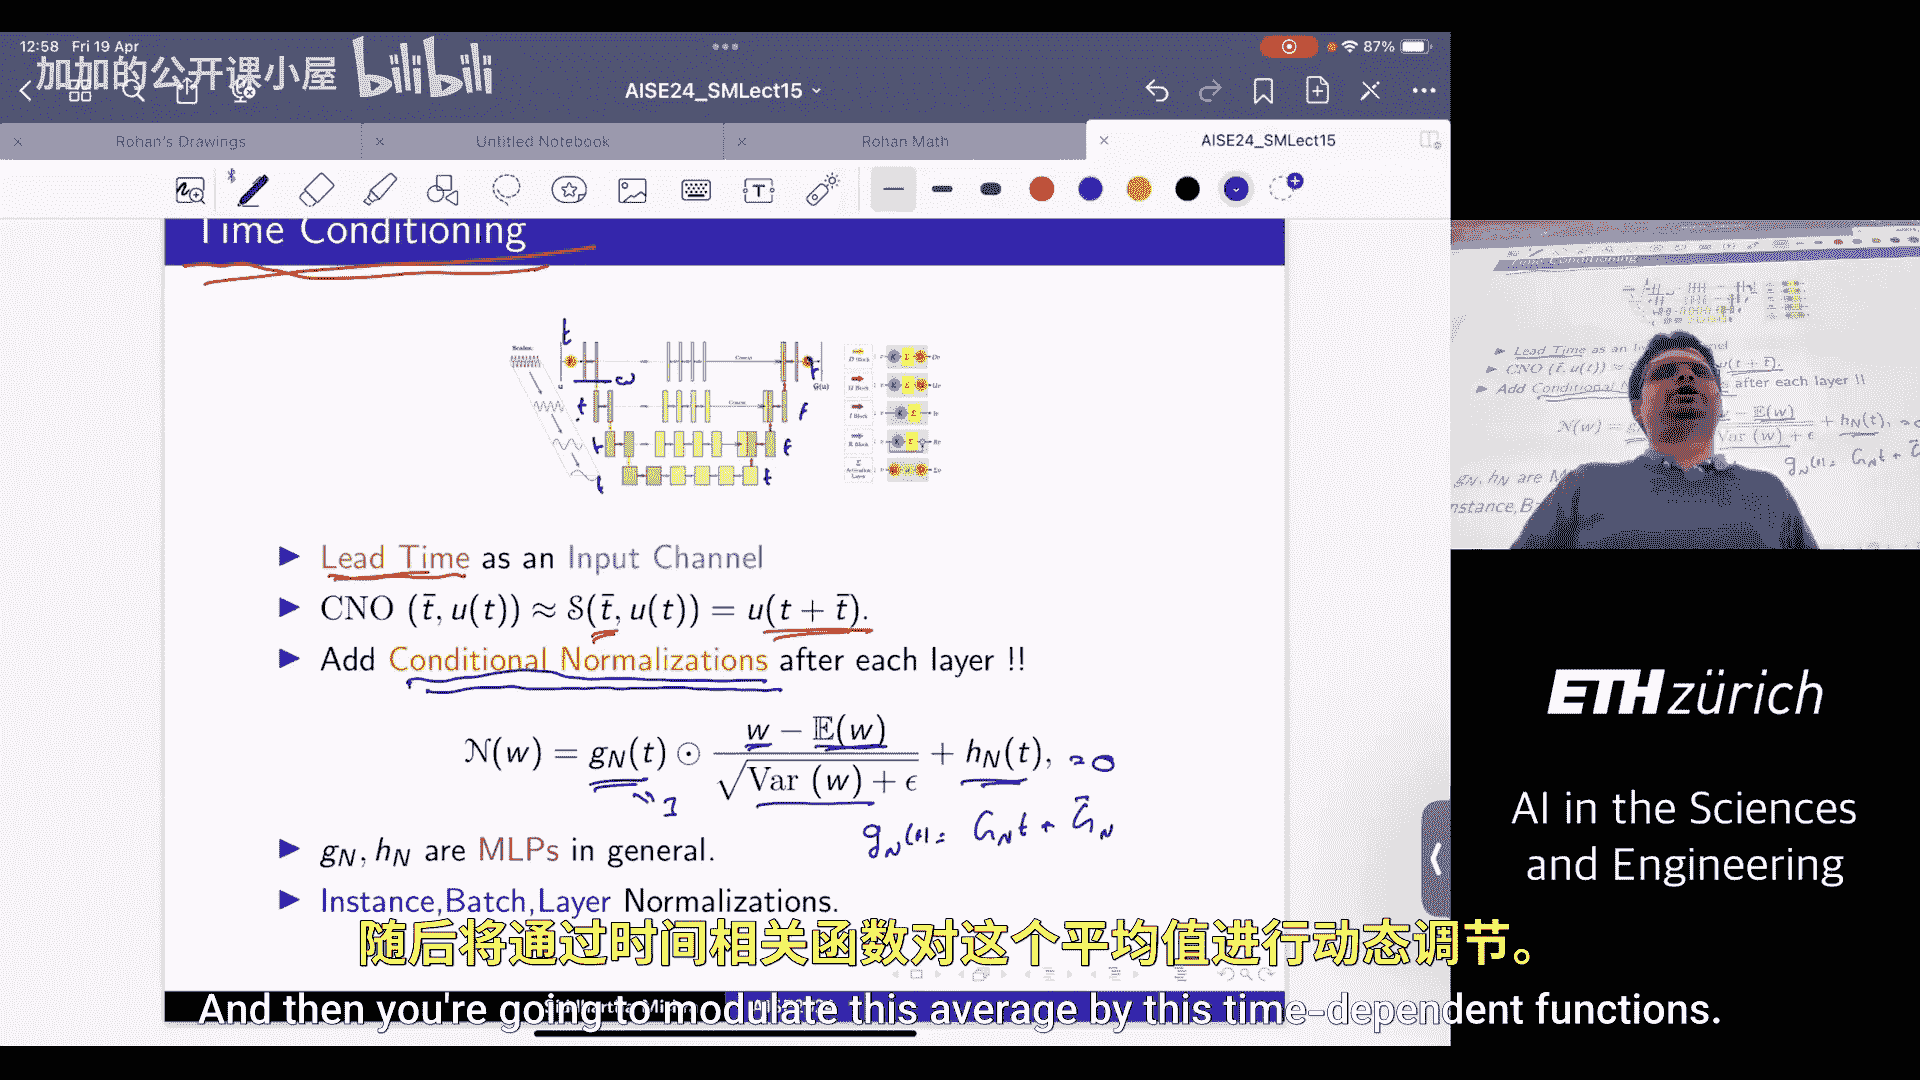 12:58 Fri 19 Apr
87%
加加的公开课小屋 bilibili
AISE24_SMLect15
Rohan's Drawings
Untitled Notebook
Rohan Math
AISE24_SMLect15
Time Conditioning
▶ Lead Time as an Input Channel
▶ CNO (t̄, u(t)) ≈ S(t̄, u(t)) = u(t + t̄).
▶ Add Conditional Normalizations after each layer !!
N(w) = g_N(t) ⊙ (w − 𝔼(w)) / √(Var (w) + ϵ) + h_N(t), = 0
= 1
g_N(t) = G_N t + Ḡ_N
▶ g_N, h_N are MLPs in general.
▶ Instance,Batch,Layer Normalizations.
随后将通过时间相关函数对这个平均值进行动态调节。
And then you're going to modulate this average by this time-dependent functions.
ETH zürich
AI in the Sciences
and Engineering